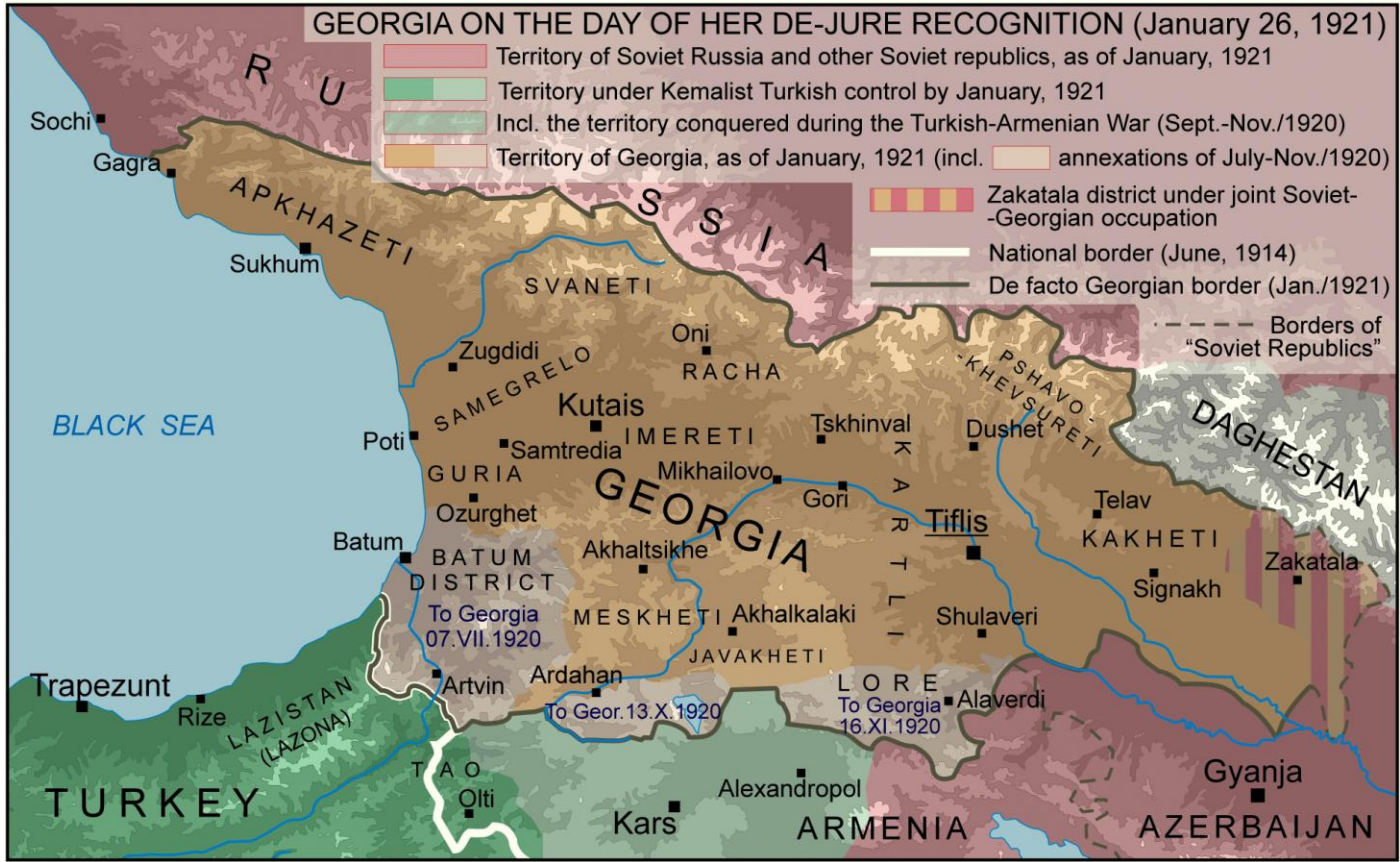 GEORGIA ON THE DAY OF HER DE-JURE RECOGNITION (January 26, 1921)
Territory of Soviet Russia and other Soviet republics, as of January, 1921
Territory under Kemalist Turkish control by January, 1921
Incl. the territory conquered during the Turkish-Armenian War (Sept.-Nov./1920)
Territory of Georgia, as of January, 1921 (incl. annexations of July-Nov./1920)
Zakatala district under joint Soviet-
-Georgian occupation
National border (June, 1914)
De facto Georgian border (Jan./1921)
Borders of
"Soviet Republics"
RUSSIA
Sochi
Gagra
APKHAZETI
Sukhum
SVANETI
Oni
RACHA
Zugdidi
SAMEGRELO
PSHAVO-
-KHEVSURETI
DAGHESTAN
BLACK SEA
Kutais
Poti
Samtredia
IMERETI
Tskhinval
Dushet
GURIA
Mikhailovo
Gori
KARTLI
Ozurghet
GEORGIA
Tiflis
Telav
KAKHETI
Batum
BATUM
DISTRICT
To Georgia
07.VII.1920
Akhaltsikhe
Signakh
Zakatala
MESKHETI
Akhalkalaki
Shulaveri
JAVAKHETI
Artvin
Ardahan
To Geor.13.X.1920
LORE
To Georgia
16.XI.1920
Alaverdi
Trapezunt
Rize
LAZISTAN
(LAZONA)
TAO
Olti
TURKEY
Kars
Alexandropol
ARMENIA
Gyanja
AZERBAIJAN